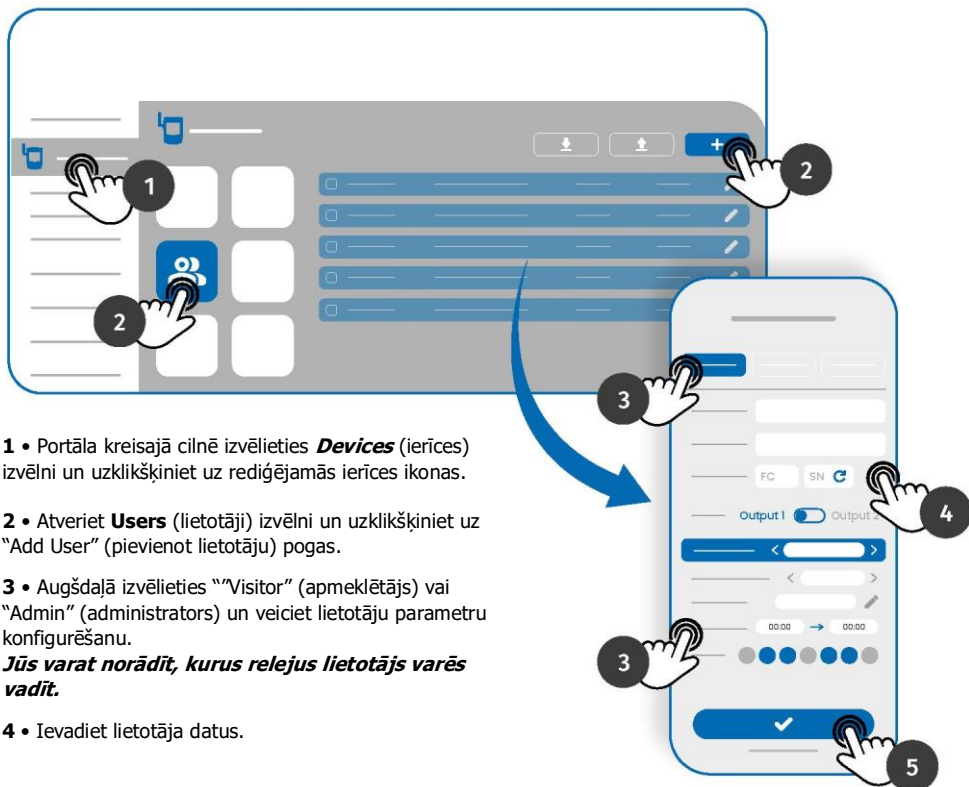 1
2
2
3
FC SN
4
Output 1 Output 2
00:00 → 00:00
3
5
1 • Portāla kreisajā cilnē izvēlieties Devices (ierīces)
izvēlni un uzklikšķiniet uz rediģējamās ierīces ikonas.
2 • Atveriet Users (lietotāji) izvēlni un uzklikšķiniet uz
“Add User” (pievienot lietotāju) pogas.
3 • Augšdaļā izvēlieties “”Visitor” (apmeklētājs) vai
“Admin” (administrators) un veiciet lietotāju parametru
konfigurēšanu.
Jūs varat norādīt, kurus relejus lietotājs varēs
vadīt.
4 • Ievadiet lietotāja datus.